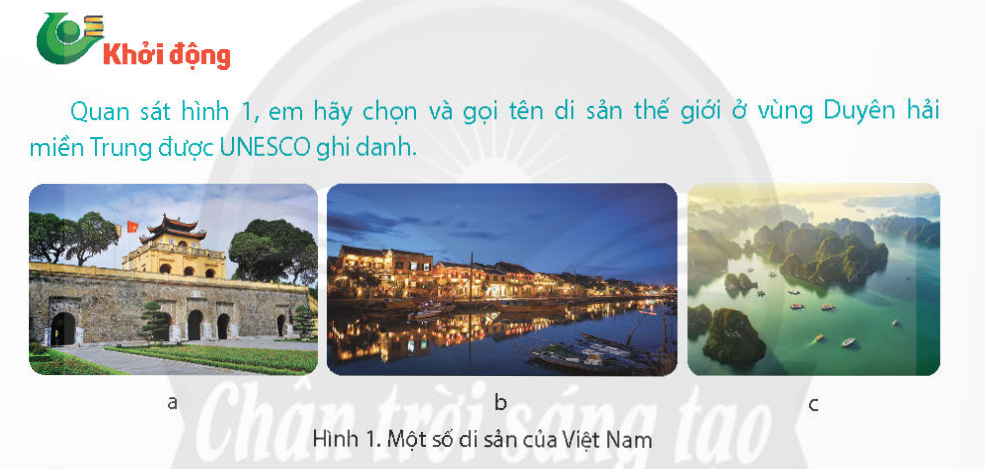 Khởi động
Quan sát hình 1, em hãy chọn và gọi tên di sản thế giới ở vùng Duyên hải
miền Trung được UNESCO ghi danh.
a
b
c
Chân trời sáng tạo
Hình 1. Một số di sản của Việt Nam